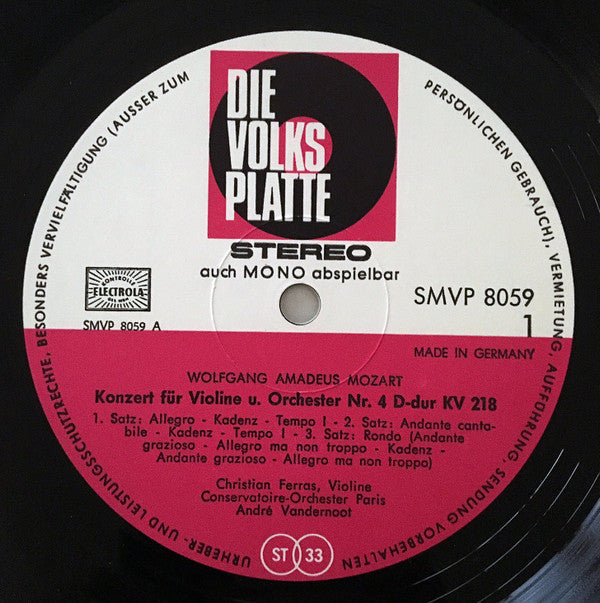 URHEBER- UND LEISTUNGSSCHUTZRECHTE, BESONDERS VERVIELFÄLTIGUNG (AUSSER ZUM PERSÖNLICHEN GEBRAUCH), VERMIETUNG, AUFFÜHRUNG, SENDUNG VORBEHALTEN
DIE
VOLKS
PLATTE
STEREO
auch MONO abspielbar
KONTROLLE
ELECTROLA
SMVP 8059 A
SMVP 8059
1
MADE IN GERMANY
WOLFGANG AMADEUS MOZART
Konzert für Violine u. Orchester Nr. 4 D-dur KV 218
1. Satz: Allegro - Kadenz - Tempo I - 2. Satz: Andante canta-
bile - Kadenz - Tempo I - 3. Satz: Rondo (Andante
grazioso - Allegro ma non troppo - Kadenz -
Andante grazioso - Allegro ma non troppo)
Christian Ferras, Violine
Conservatoire-Orchester Paris
André Vandernoot
ST 33